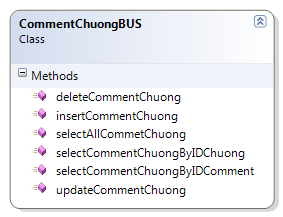 CommentChuongBUS
Class
Methods
deleteCommentChuong
insertCommentChuong
selectAllCommetChuong
selectCommentChuongByIDChuong
selectCommentChuongByIDComment
updateCommentChuong